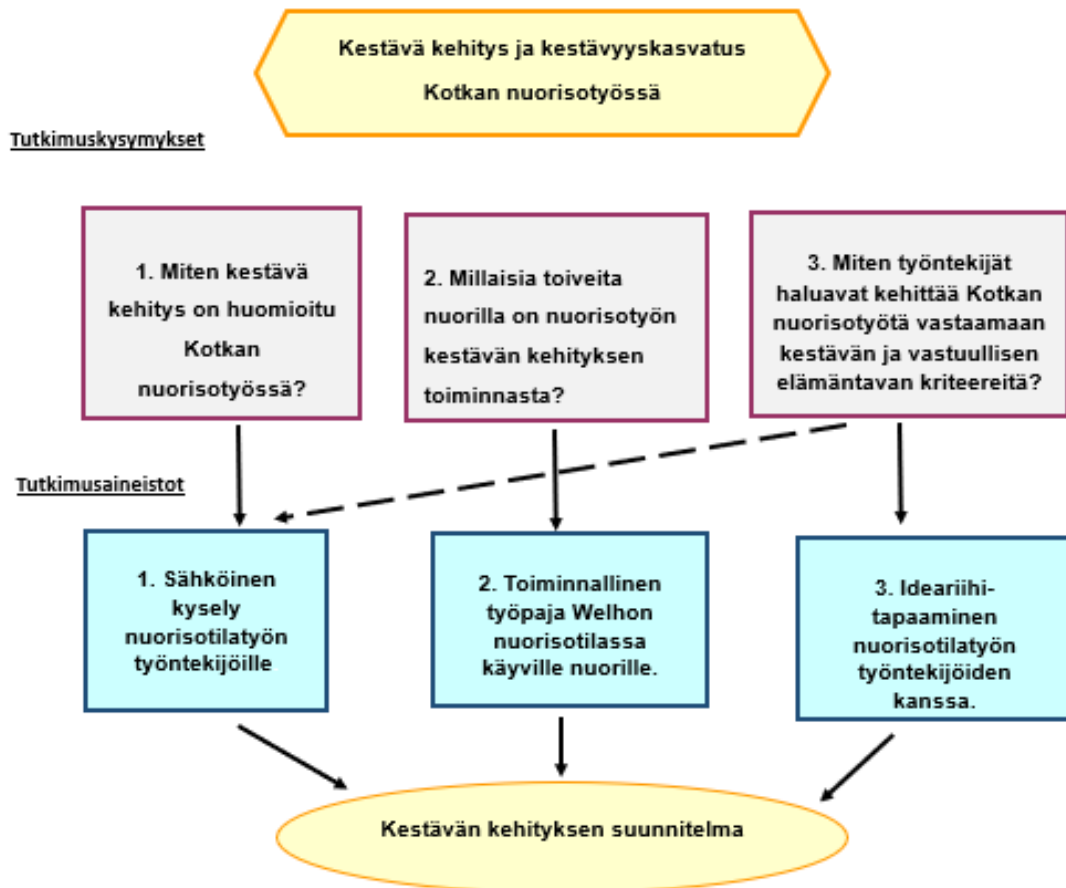 Kestävä kehitys ja kestävyyskasvatus
Kotkan nuorisotyössä
Tutkimuskysymykset
1. Miten kestävä
kehitys on huomioitu
Kotkan
nuorisotyössä?
2. Millaisia toiveita
nuorilla on nuorisotyön
kestävän kehityksen
toiminnasta?
3. Miten työntekijät
haluavat kehittää Kotkan
nuorisotyötä vastaamaan
kestävän ja vastuullisen
elämäntavan kriteereitä?
Tutkimusaineistot
1. Sähköinen
kysely
nuorisotilatyön
työntekijöille
2. Toiminnallinen
työpaja Welhon
nuorisotilassa
käyville nuorille.
3. Ideariihi-
tapaaminen
nuorisotilatyön
työntekijöiden
kanssa.
Kestävän kehityksen suunnitelma